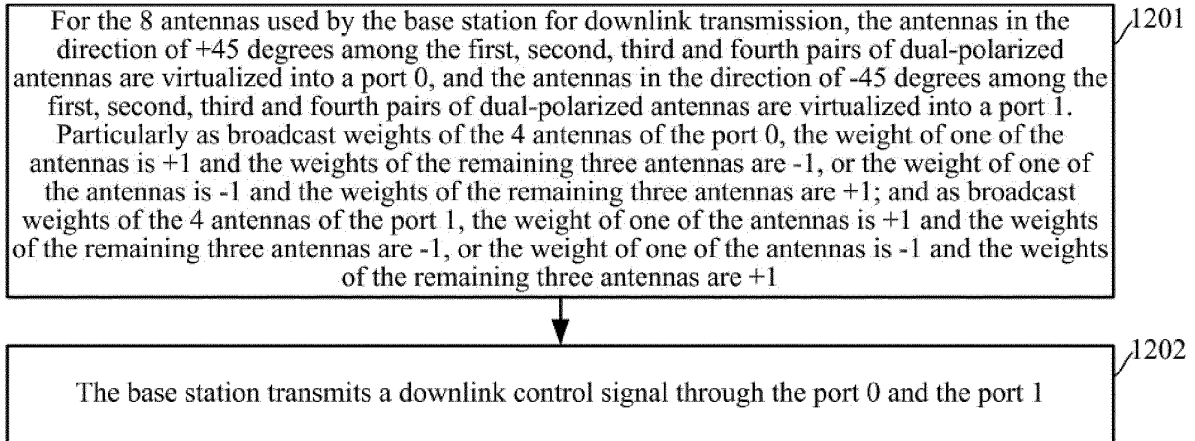 For the 8 antennas used by the base station for downlink transmission, the antennas in the
1201
direction of +45 degrees among the first, second, third and fourth pairs of dual-polarized
antennas are virtualized into a port 0, and the antennas in the direction of -45 degrees among the
first, second, third and fourth pairs of dual-polarized antennas are virtualized into a port 1.
Particularly as broadcast weights of the 4 antennas of the port 0, the weight of one of the
antennas is +1 and the weights of the remaining three antennas are -1, or the weight of one of
the antennas is -1 and the weights of the remaining three antennas are +1; and as broadcast
weights of the 4 antennas of the port 1, the weight of one of the antennas is +1 and the weights
of the remaining three antennas are -1, or the weight of one of the antennas is -1 and the weights
of the remaining three antennas are +1
1202
The base station transmits a downlink control signal through the port 0 and the port 1